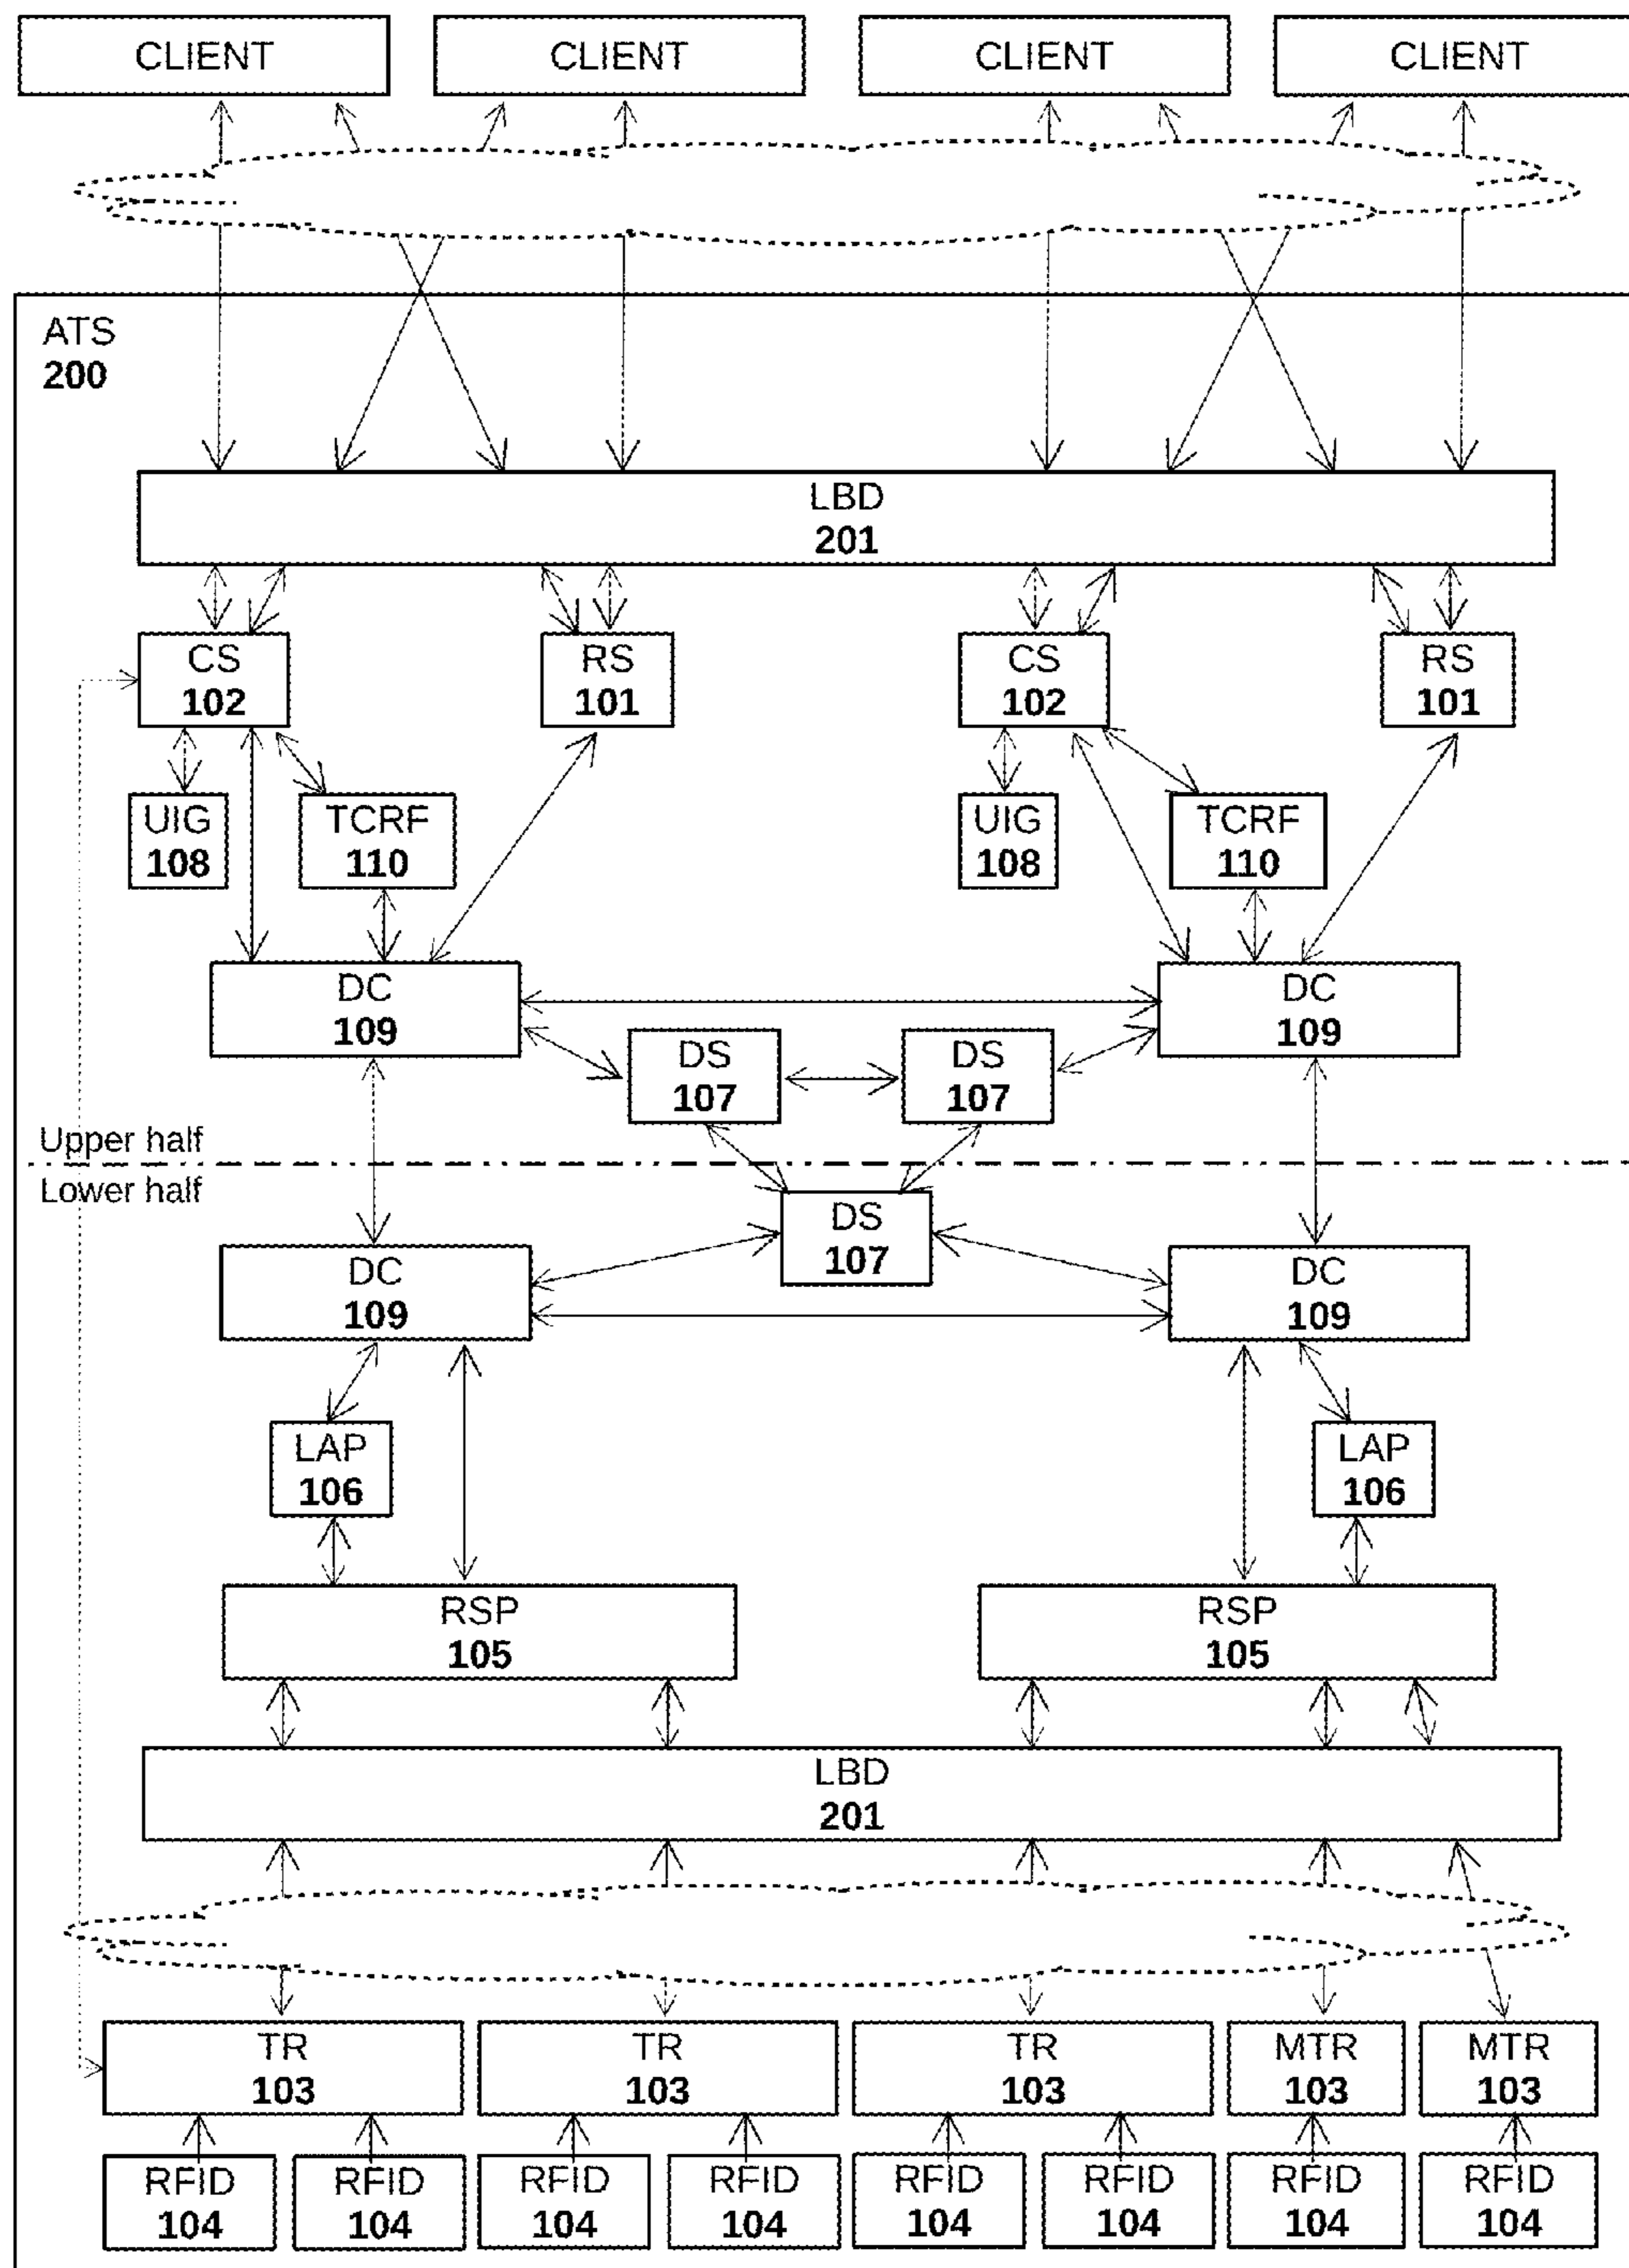 CLIENT
CLIENT
CLIENT
CLIENT
ATS
200
LBD
201
CS
102
RS
101
CS
102
RS
101
UIG
108
TCRF
110
UIG
108
TCRF
110
DC
109
DC
109
DS
107
DS
107
Upper half
Lower half
DS
107
DC
109
DC
109
LAP
106
LAP
106
RSP
105
RSP
105
LBD
201
TR
103
TR
103
TR
103
MTR
103
MTR
103
RFID
104
RFID
104
RFID
104
RFID
104
RFID
104
RFID
104
RFID
104
RFID
104